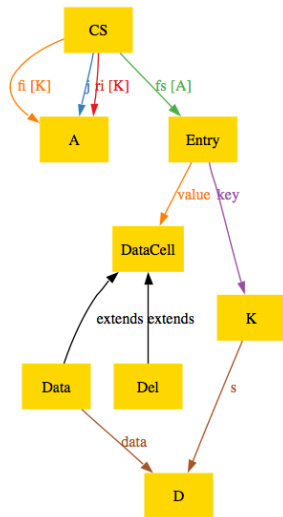 CS
fi [K] j ri [K] fs [A]
A Entry
value key
DataCell
extends extends K
Data Del s
data
D